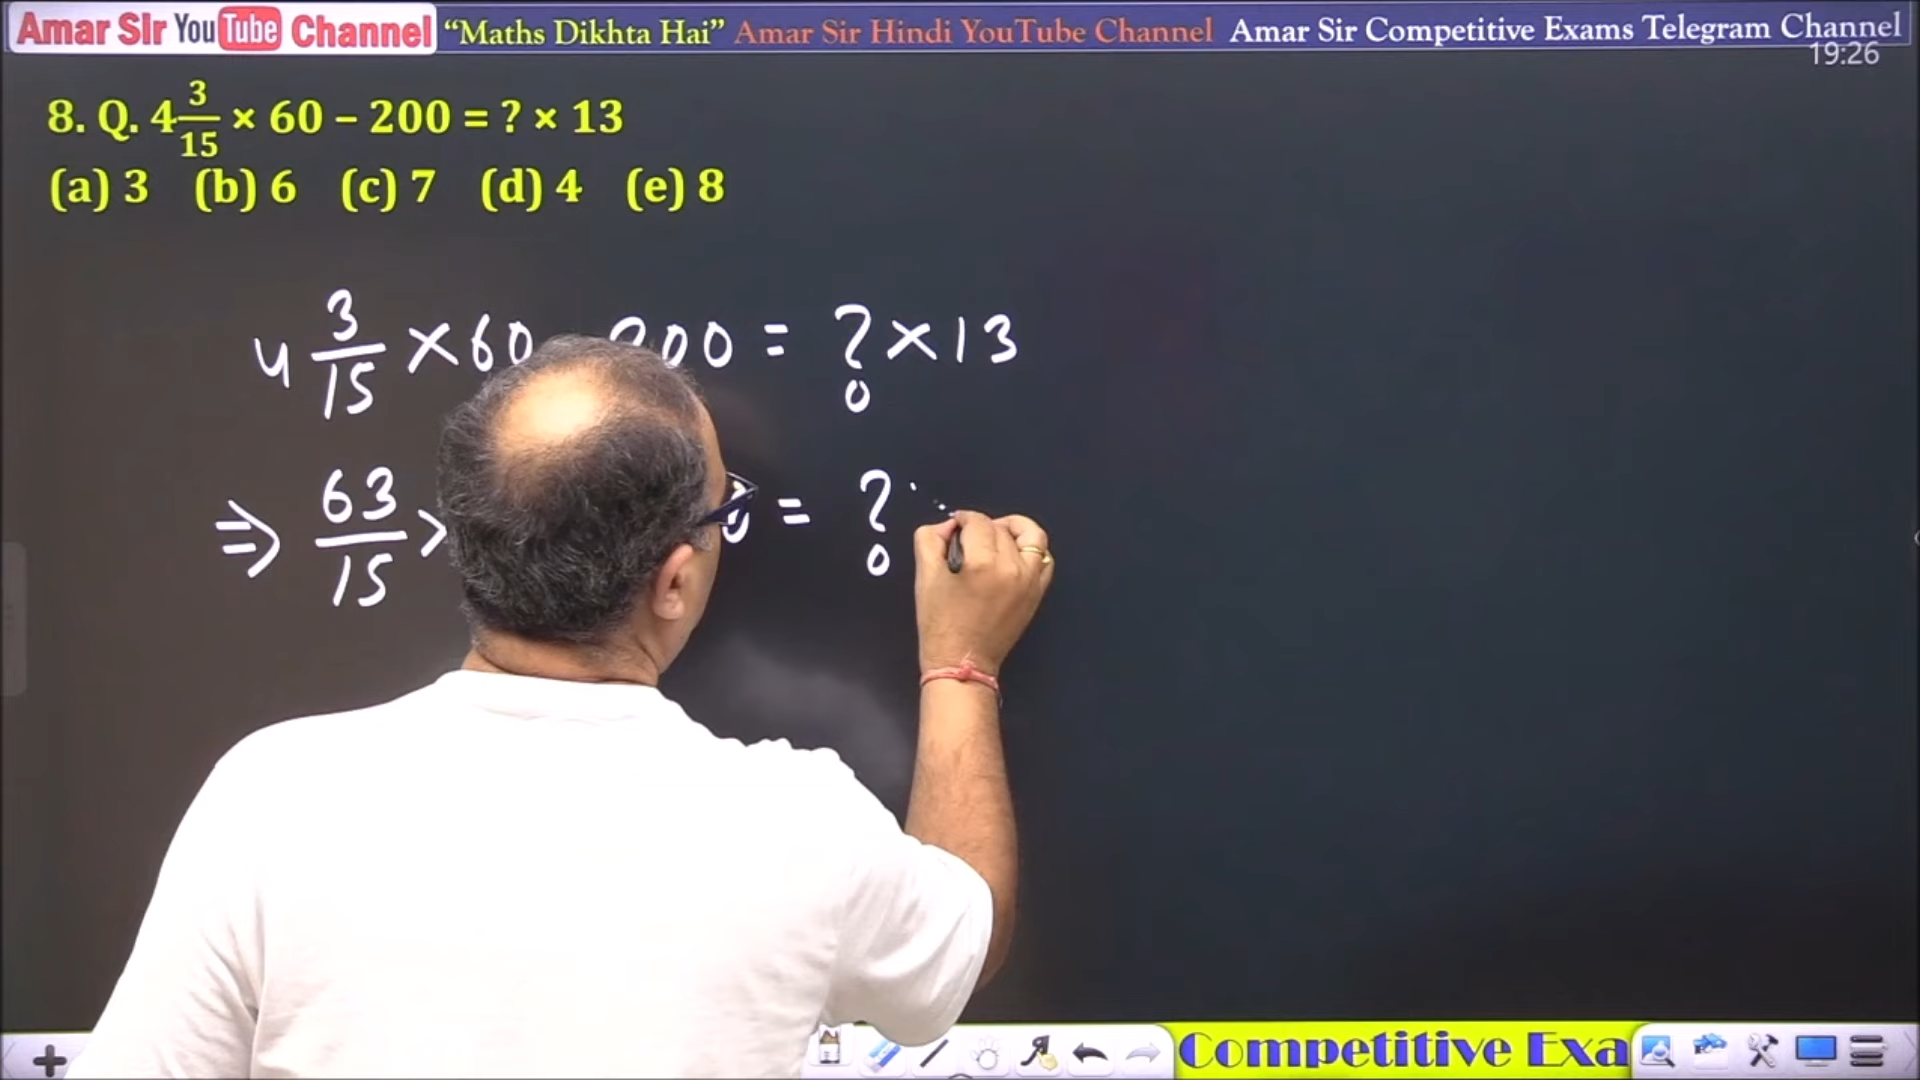 Amar Sir YouTube Channel “Maths Dikhta Hai” Amar Sir Hindi YouTube Channel Amar Sir Competitive Exams Telegram Channel
19:26
8. Q. 4 3/15 × 60 – 200 = ? × 13
(a) 3 (b) 6 (c) 7 (d) 4 (e) 8
4 3/15 × 60 200 = ? × 13
⇒ 63/15 × 0 = ?
Competitive Exa